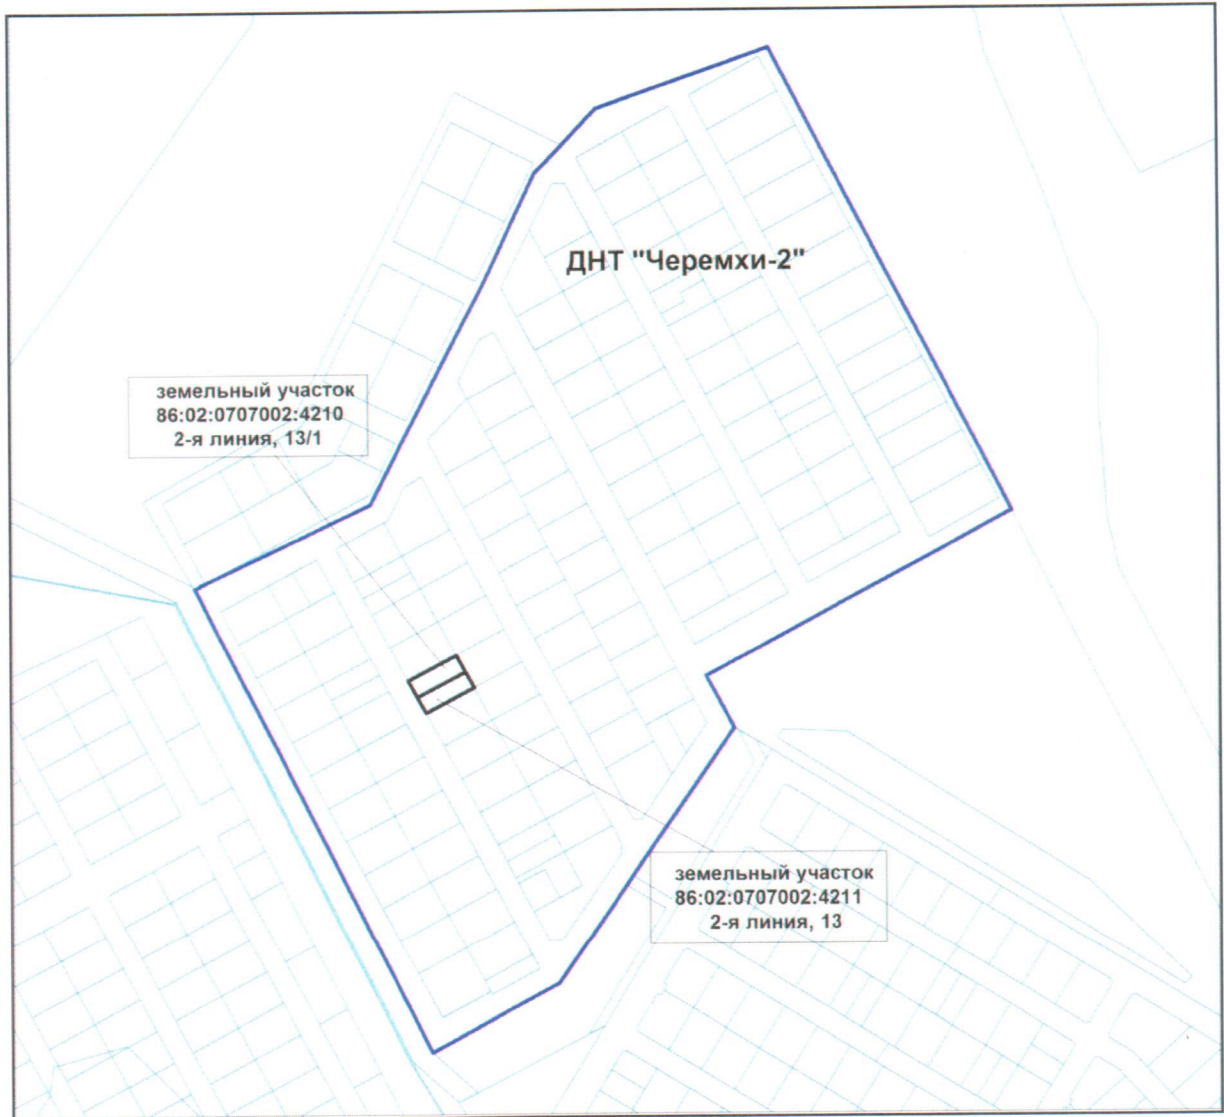 ДНТ "Черемхи-2"
земельный участок
86:02:0707002:4210
2-я линия, 13/1
земельный участок
86:02:0707002:4211
2-я линия, 13